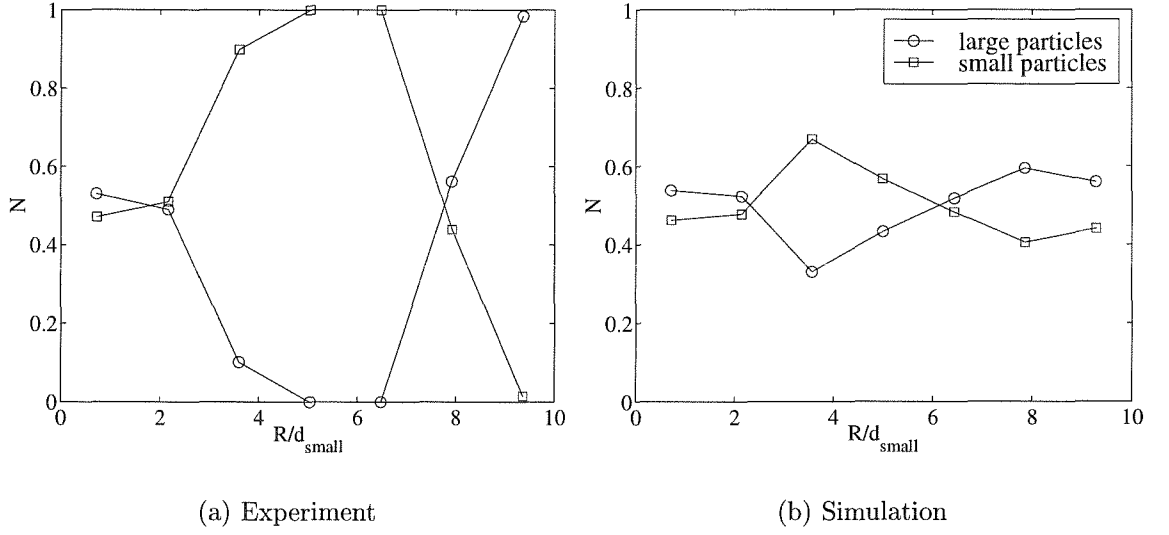 1
0.8
0.6
0.4
0.2
0
N
0 2 4 6 8 10
R/d_small
(a) Experiment
1
0.8
0.6
0.4
0.2
0
N
large particles
small particles
0 2 4 6 8 10
R/d_small
(b) Simulation